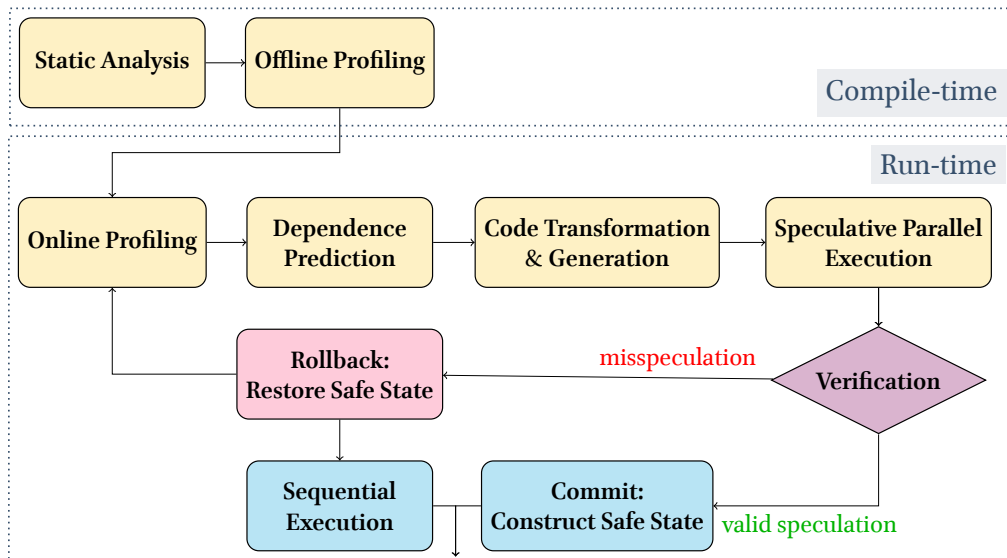 Static Analysis
Offline Profiling
Compile-time
Run-time
Online Profiling
Dependence
Prediction
Code Transformation
& Generation
Speculative Parallel
Execution
Rollback:
Restore Safe State
misspeculation
Verification
Sequential
Execution
Commit:
Construct Safe State
valid speculation